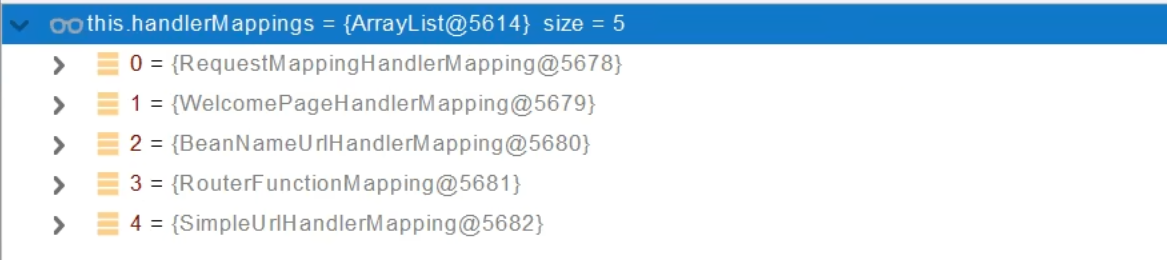 this.handlerMappings = {ArrayList@5614} size = 5
0 = {RequestMappingHandlerMapping@5678}
1 = {WelcomePageHandlerMapping@5679}
2 = {BeanNameUrlHandlerMapping@5680}
3 = {RouterFunctionMapping@5681}
4 = {SimpleUrlHandlerMapping@5682}